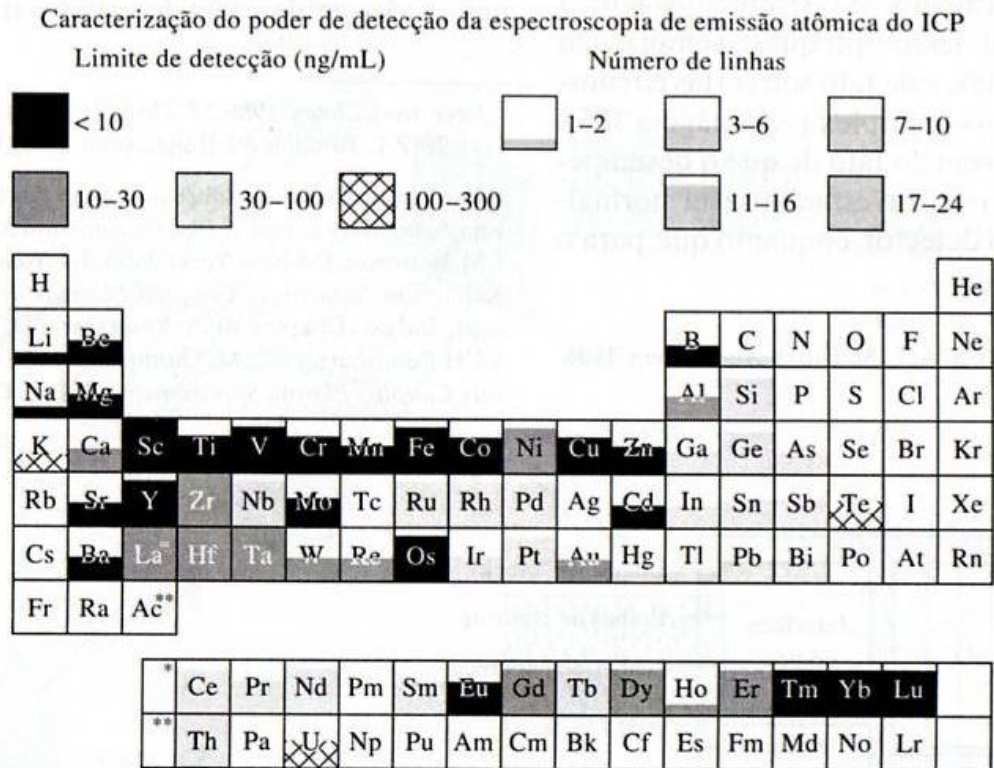 Caracterização do poder de detecção da espectroscopia de emissão atômica do ICP
Limite de detecção (ng/mL) Número de linhas
< 10 1–2 3–6 7–10
10–30 30–100 100–300 11–16 17–24
H He
Li Be B C N O F Ne
Na Mg Al Si P S Cl Ar
K Ca Sc Ti V Cr Mn Fe Co Ni Cu Zn Ga Ge As Se Br Kr
Rb Sr Y Zr Nb Mo Tc Ru Rh Pd Ag Cd In Sn Sb Te I Xe
Cs Ba La Hf Ta W Re Os Ir Pt Au Hg Tl Pb Bi Po At Rn
Fr Ra Ac**
* Ce Pr Nd Pm Sm Eu Gd Tb Dy Ho Er Tm Yb Lu
** Th Pa U Np Pu Am Cm Bk Cf Es Fm Md No Lr